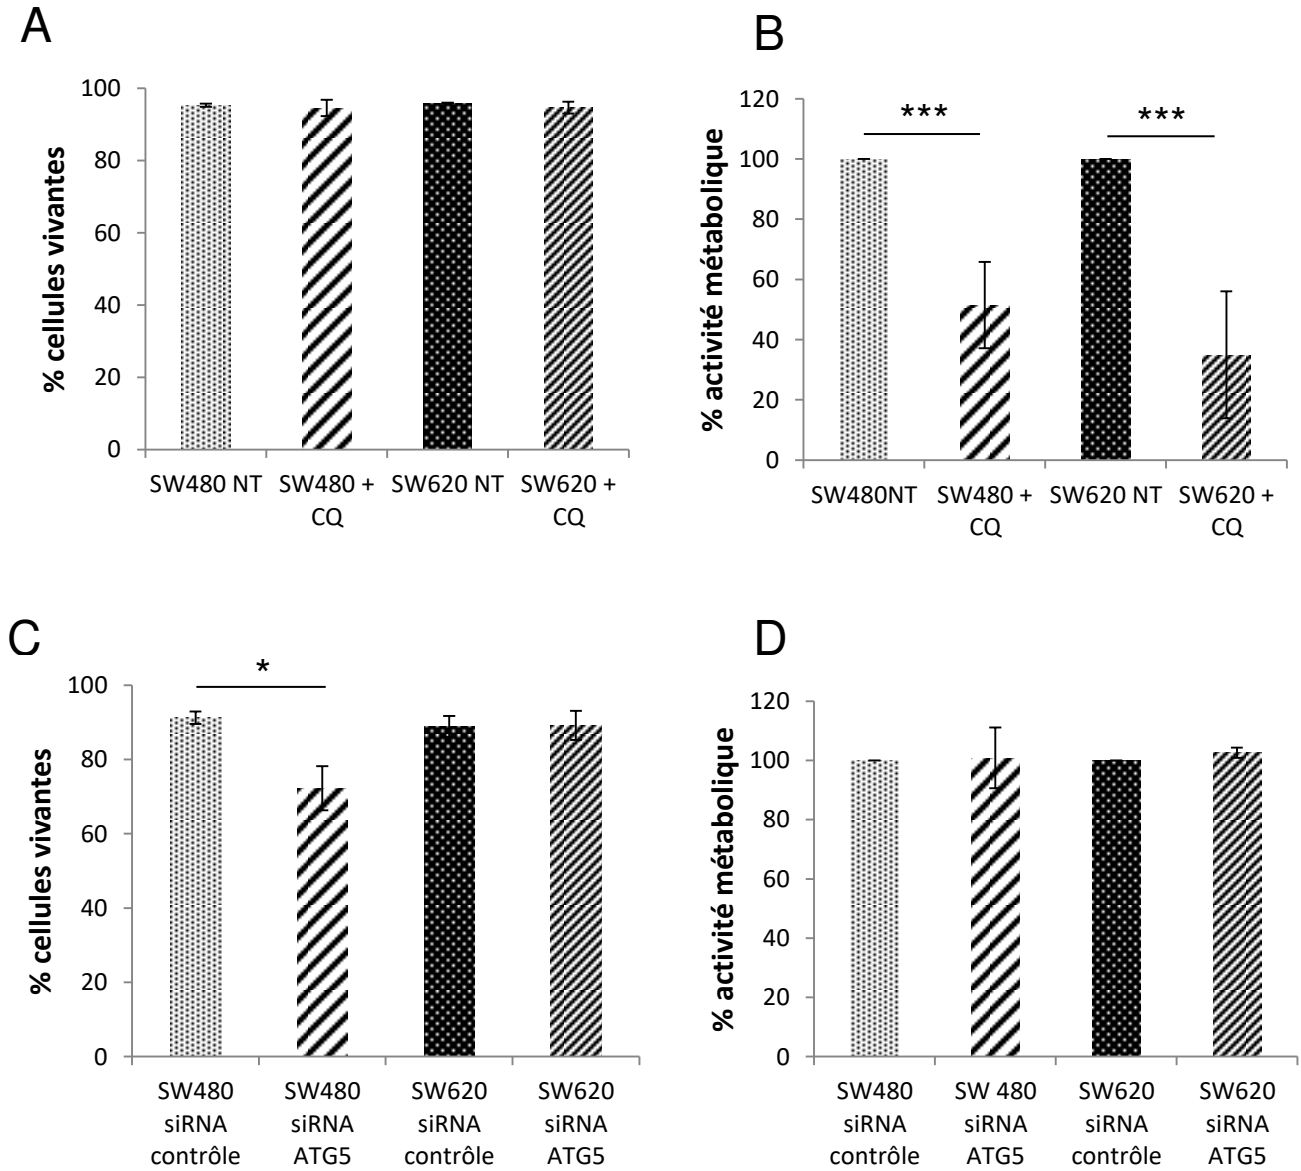 A
% cellules vivantes
100
80
60
40
20
0
SW480 NT
SW480 +
CQ
SW620 NT
SW620 +
CQ
B
% activité métabolique
120
100
80
60
40
20
0
***
***
SW480NT
SW480 +
CQ
SW620 NT
SW620 +
CQ
C
% cellules vivantes
100
80
60
40
20
0
*
SW480
siRNA
contrôle
SW480
siRNA
ATG5
SW620
siRNA
contrôle
SW620
siRNA
ATG5
D
% activité métabolique
120
100
80
60
40
20
0
SW480
siRNA
contrôle
SW 480
siRNA
ATG5
SW620
siRNA
contrôle
SW620
siRNA
ATG5